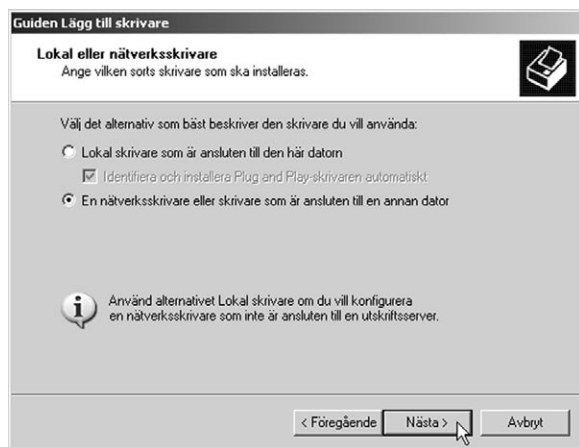 Guiden Lägg till skrivare
Lokal eller nätverksskrivare
Ange vilken sorts skrivare som ska installeras.
Välj det alternativ som bäst beskriver den skrivare du vill använda:
Lokal skrivare som är ansluten till den här datorn
Identifiera och installera Plug and Play-skrivaren automatiskt
En nätverksskrivare eller skrivare som är ansluten till en annan dator
Använd alternativet Lokal skrivare om du vill konfigurera
en nätverksskrivare som inte är ansluten till en utskriftsserver.
< Föregående Nästa > Avbryt